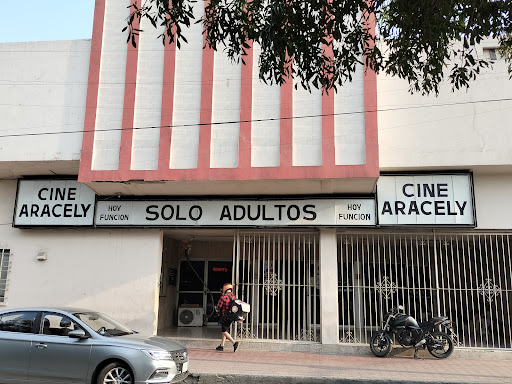 CINE
ARACELY
HOY
FUNCION
SOLO ADULTOS
HOY
FUNCION
CINE
ARACELY